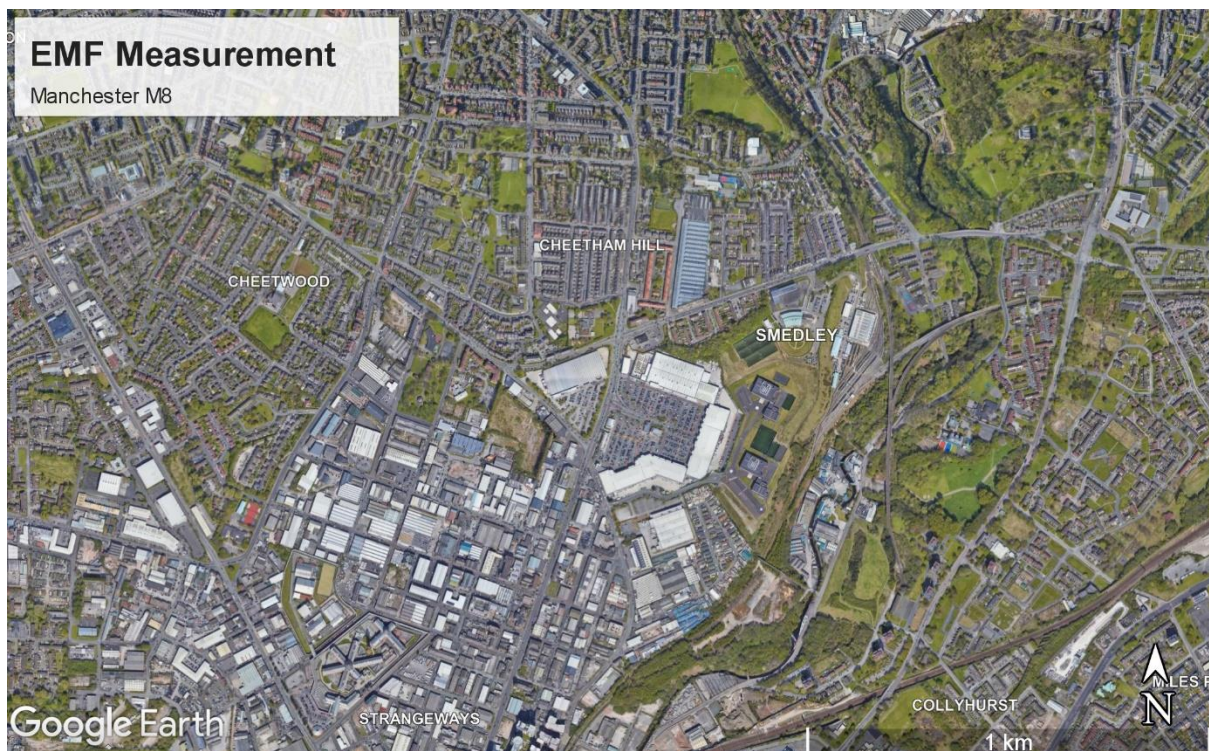 EMF Measurement
Manchester M8
CHEETHAM HILL
CHEETWOOD
SMEDLEY
COLLYHURST
STRANGEWAYS
Google Earth
N
1 km